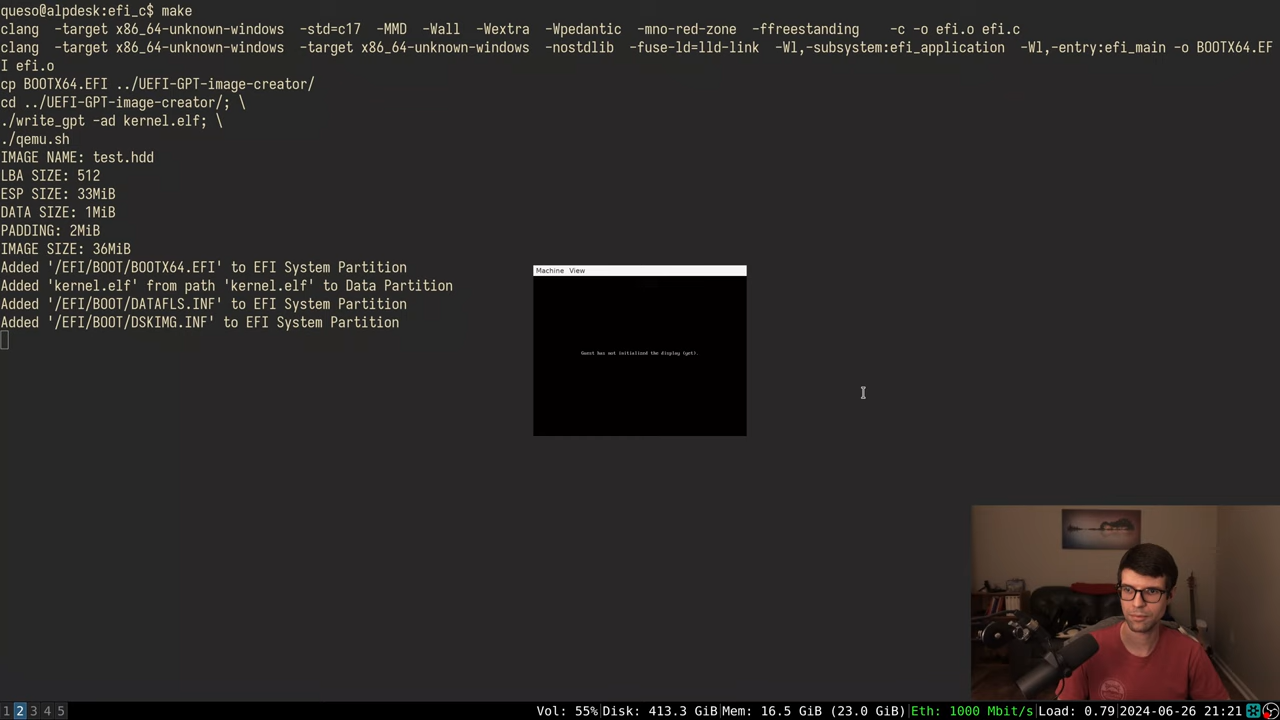 queso@alpdesk:efi_c$ make
clang  -target x86_64-unknown-windows  -std=c17  -MMD  -Wall  -Wextra  -Wpedantic  -mno-red-zone  -ffreestanding    -c -o efi.o efi.c
clang  -target x86_64-unknown-windows  -target x86_64-unknown-windows  -nostdlib  -fuse-ld=lld-link  -Wl,-subsystem:efi_application  -Wl,-entry:efi_main -o BOOTX64.EF
I efi.o
cp BOOTX64.EFI ../UEFI-GPT-image-creator/
cd ../UEFI-GPT-image-creator/; \
./write_gpt -ad kernel.elf; \
./qemu.sh
IMAGE NAME: test.hdd
LBA SIZE: 512
ESP SIZE: 33MiB
DATA SIZE: 1MiB
PADDING: 2MiB
IMAGE SIZE: 36MiB
Added '/EFI/BOOT/BOOTX64.EFI' to EFI System Partition
Added 'kernel.elf' from path 'kernel.elf' to Data Partition
Added '/EFI/BOOT/DATAFLS.INF' to EFI System Partition
Added '/EFI/BOOT/DSKIMG.INF' to EFI System Partition
Machine View
Guest has not initialized the display (yet).
1 2 3 4 5 Vol: 55% Disk: 413.3 GiB Mem: 16.5 GiB (23.0 GiB) Eth: 1000 Mbit/s Load: 0.79 2024-06-26 21:21